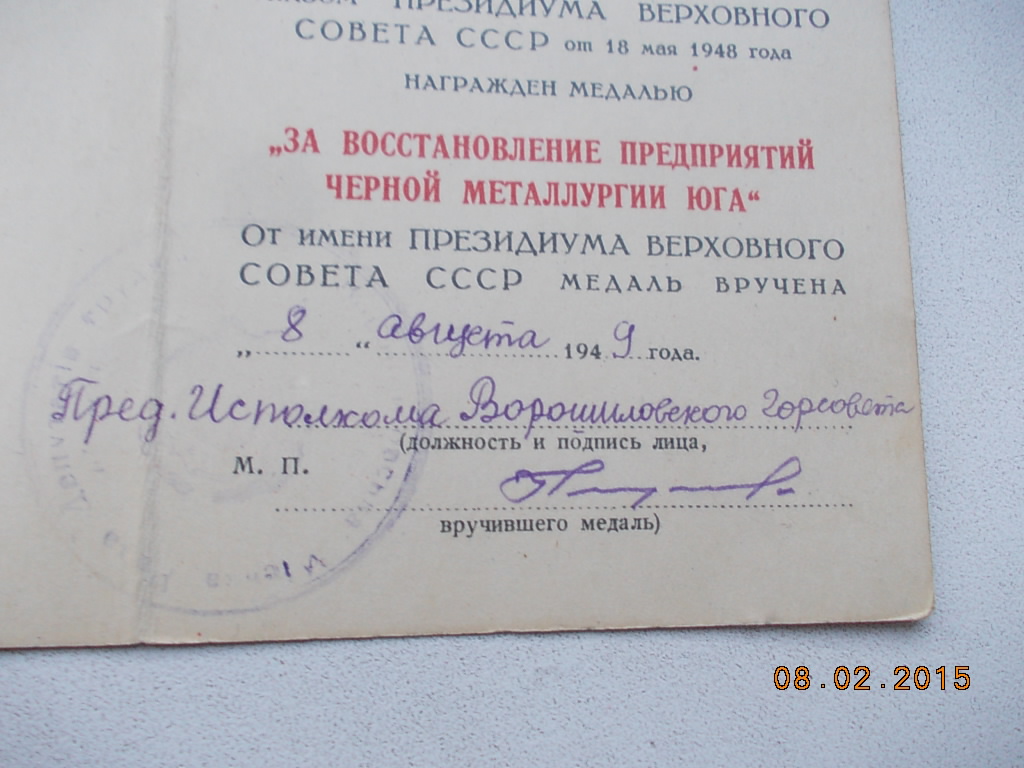 ПРЕЗИДИУМА ВЕРХОВНОГО
СОВЕТА СССР от 18 мая 1948 года
НАГРАЖДЕН МЕДАЛЬЮ
„ЗА ВОССТАНОВЛЕНИЕ ПРЕДПРИЯТИЙ
ЧЕРНОЙ МЕТАЛЛУРГИИ ЮГА“
От имени ПРЕЗИДИУМА ВЕРХОВНОГО
СОВЕТА СССР МЕДАЛЬ ВРУЧЕНА
„ 8 “ августа 1949 года.
Пред. Исполкома Ворошиловского Горсовета
(должность и подпись лица,
М. П.
вручившего медаль)
08.02.2015